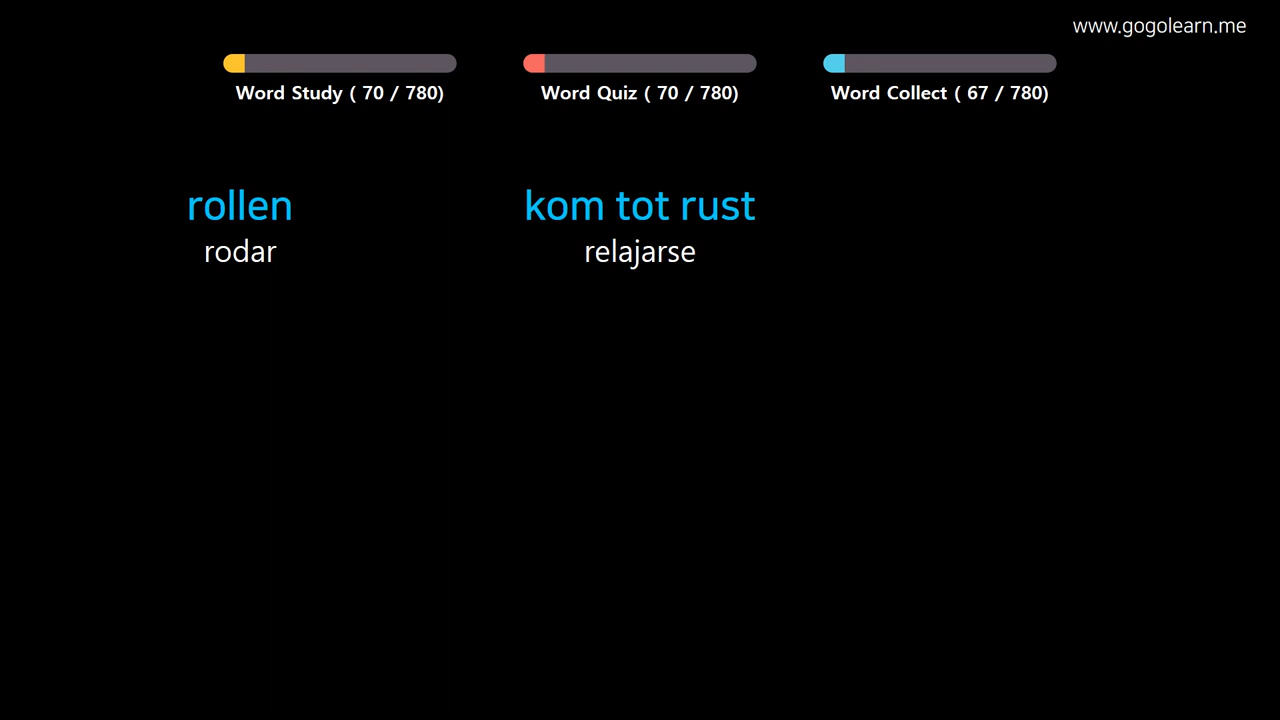 www.gogolearn.me
Word Study ( 70 / 780)
Word Quiz ( 70 / 780)
Word Collect ( 67 / 780)
rollen
rodar
kom tot rust
relajarse